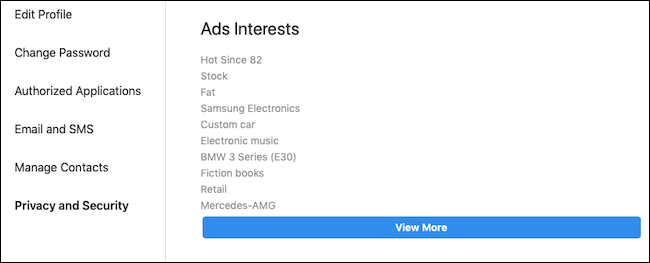 Edit Profile
Change Password
Authorized Applications
Email and SMS
Manage Contacts
Privacy and Security
Ads Interests
Hot Since 82
Stock
Fat
Samsung Electronics
Custom car
Electronic music
BMW 3 Series (E30)
Fiction books
Retail
Mercedes-AMG
View More